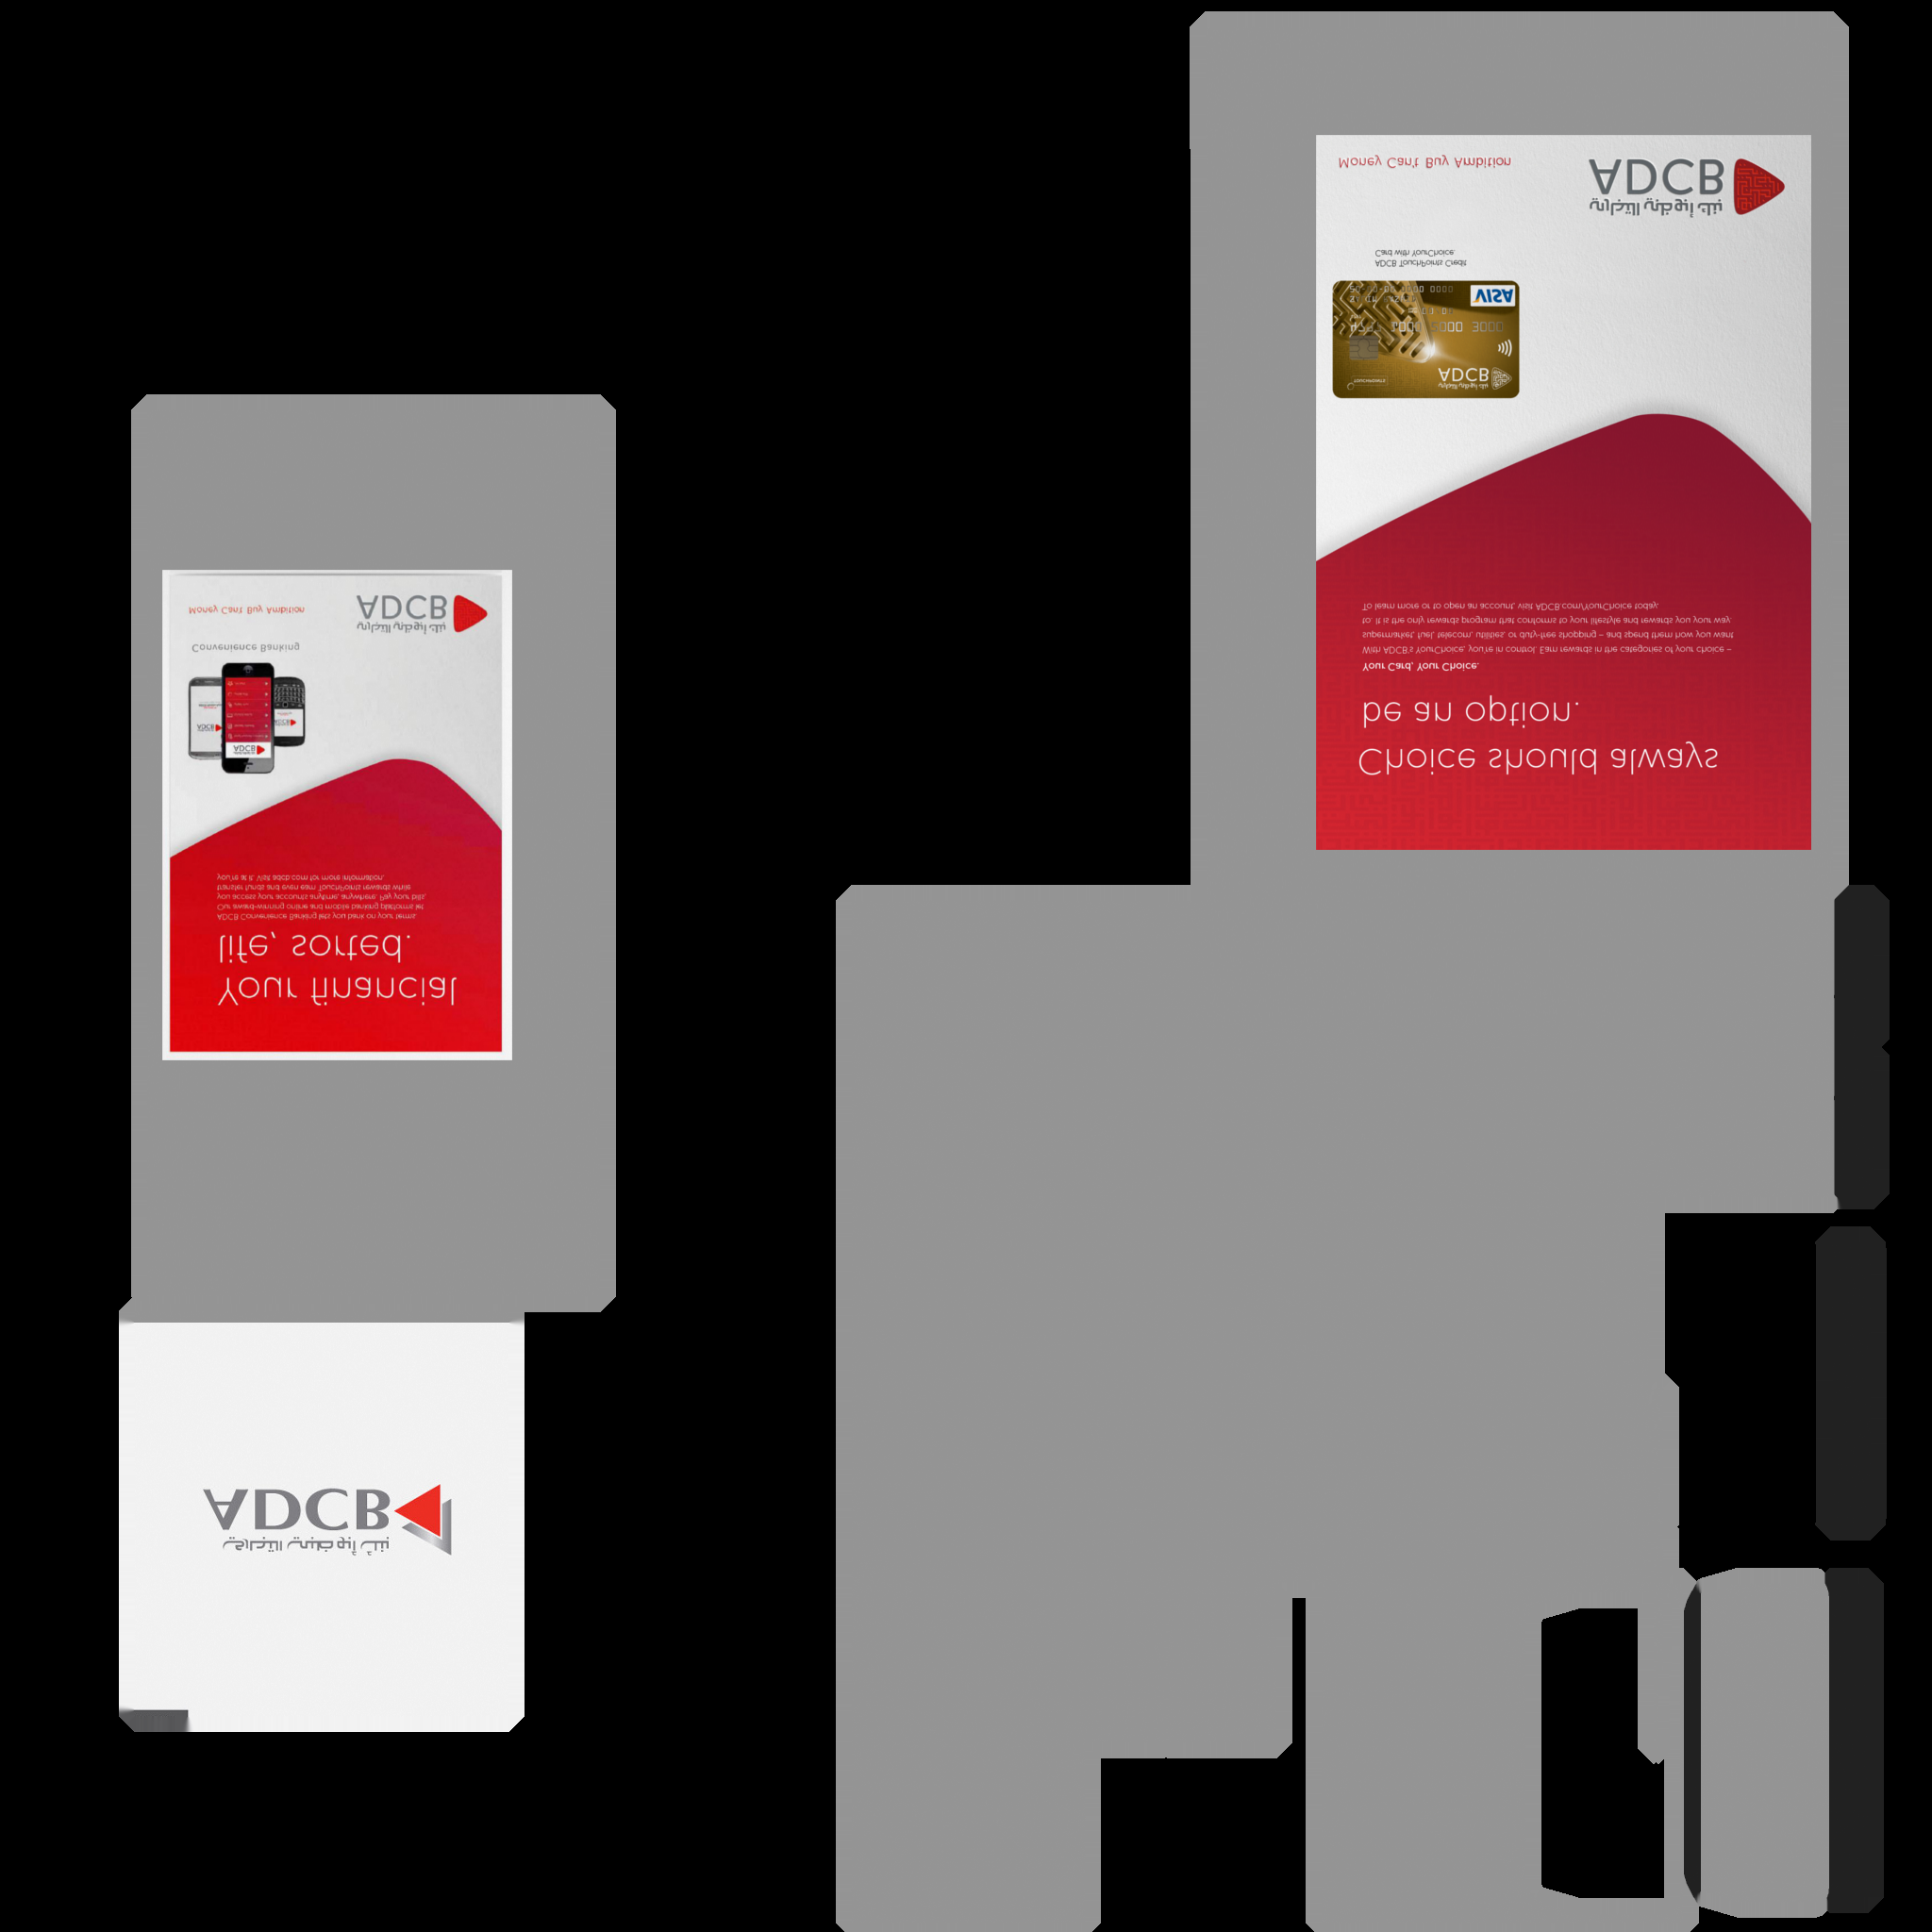 Choice should always
be an option.
Your Card, Your Choice.
With ADCB's YourChoice, you're in control. Earn rewards in the categories of your choice –
supermarket, fuel, telecom, utilities, or duty-free shopping – and spend them how you want
to. It is the only rewards program that conforms to your lifestyle and rewards you your way.
To learn more or to open an account, visit ADCB.com/YourChoice today.
ADCB
TOUCHPOINTS
VISA
ADCB TouchPoints Credit
Card with YourChoice.
بنك أبوظبي التجاري
ADCB
Money Can't Buy Ambition
Your financial
life, sorted.
ADCB Convenience Banking lets you bank on your terms.
Our award-winning online and mobile banking platforms let
you access your accounts anytime, anywhere. Pay your bills,
transfer funds and even earn TouchPoints rewards while
you're at it. Visit adcb.com for more information.
ADCB
ADCB
ADCB
Convenience Banking
بنك أبوظبي التجاري
ADCB
Money Can't Buy Ambition
بنك أبوظبي التجاري
ADCB